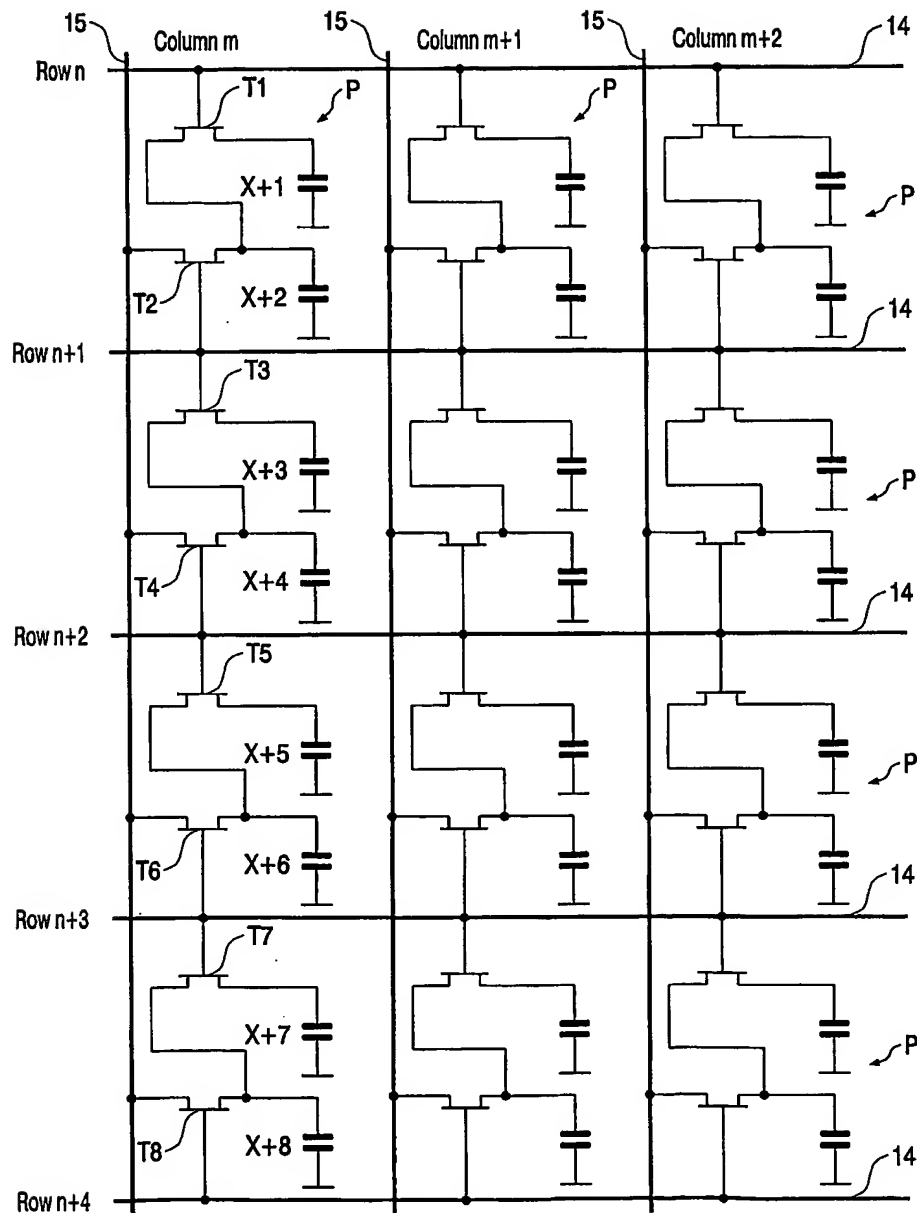 15 Column m 15 Column m+1 15 Column m+2 14
Row n
T1 P P
X+1 P
T2 X+2 14
Row n+1
T3
X+3 P
T4 X+4 14
Row n+2
T5
X+5 P
T6 X+6 14
Row n+3
T7
X+7 P
T8 X+8 14
Row n+4